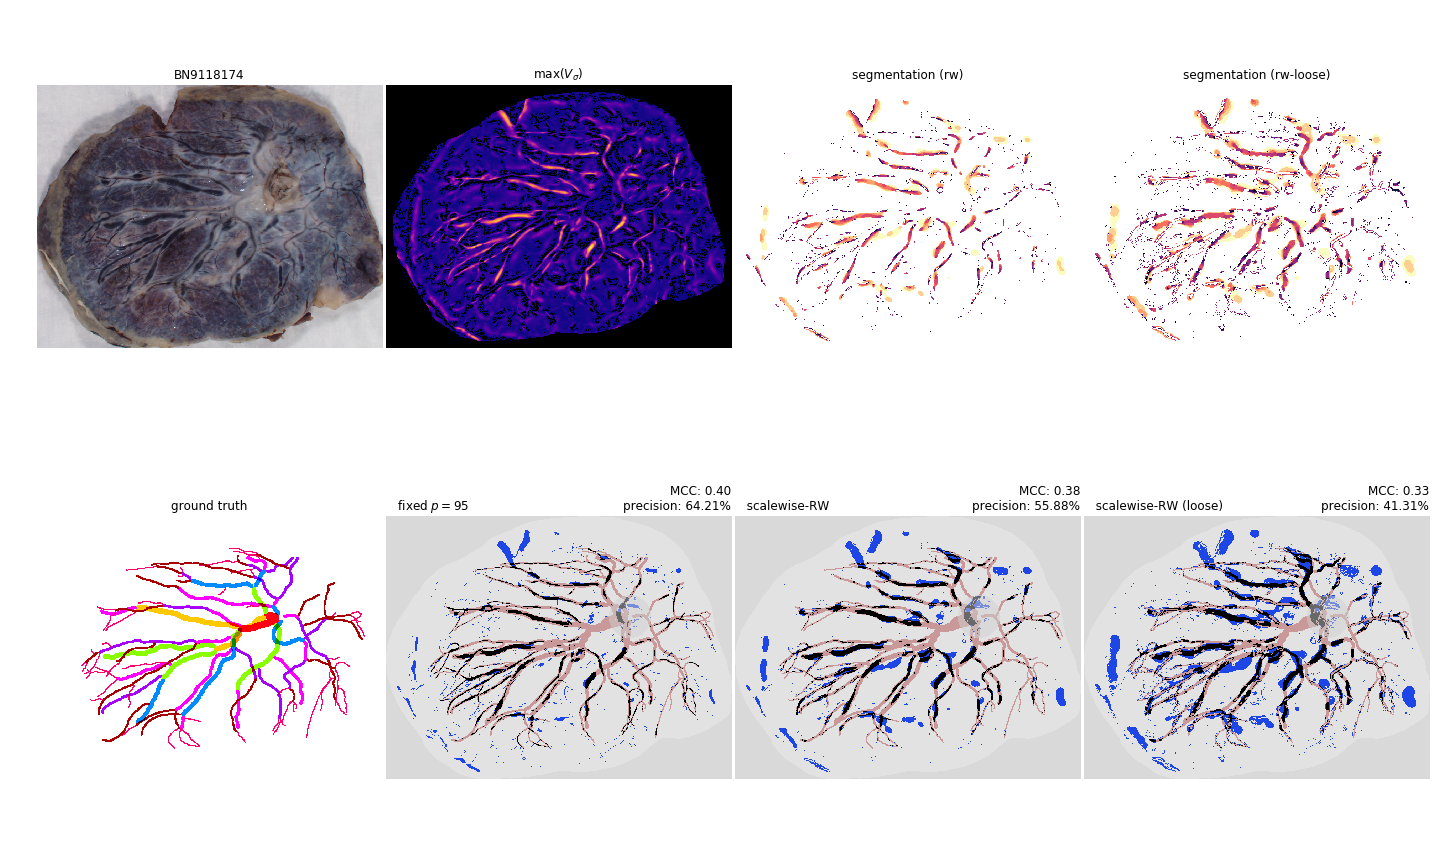 BN9118174
max(Vσ)
segmentation (rw)
segmentation (rw-loose)
ground truth
fixed p = 95
MCC: 0.40
precision: 64.21%
scalewise-RW
MCC: 0.38
precision: 55.88%
scalewise-RW (loose)
MCC: 0.33
precision: 41.31%